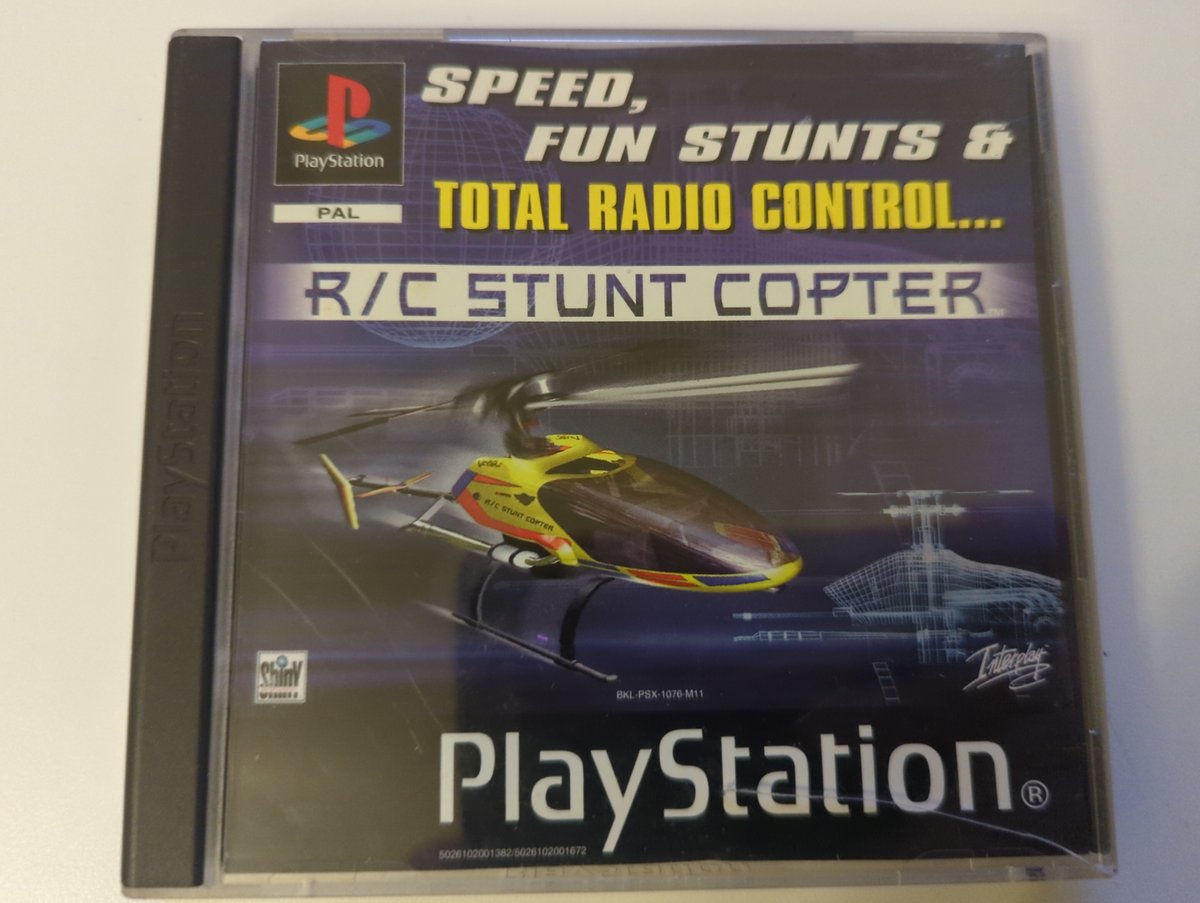 PlayStation
PAL
SPEED,
FUN STUNTS &
TOTAL RADIO CONTROL...
R/C STUNT COPTER™
PlayStation
R/C STUNT COPTER
Shiny
Interplay
BKL-PSX-1076-M11
PlayStation®
5026102001382/5026102001672